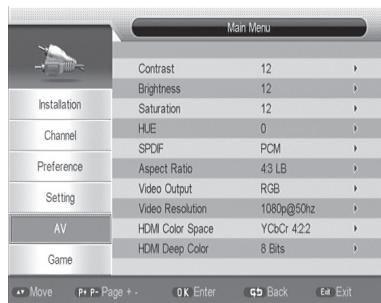 Main Menu
Installation
Channel
Preference
Setting
AV
Game
Contrast 12
Brightness 12
Saturation 12
HUE 0
SPDIF PCM
Aspect Ratio 4:3 LB
Video Output RGB
Video Resolution 1080p@50hz
HDMI Color Space YCbCr 4:2:2
HDMI Deep Color 8 Bits
Move P+ P- Page + - OK Enter Back Exit Exit